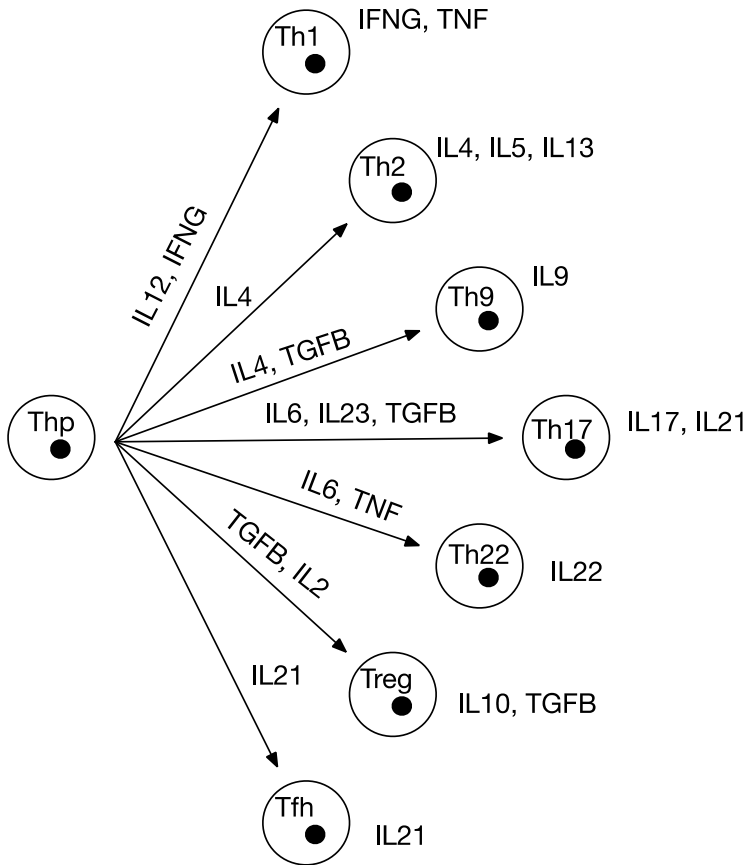 Th1
IFNG, TNF
Th2
IL4, IL5, IL13
IL12, IFNG
IL4
Th9
IL9
IL4, TGFB
Thp
IL6, IL23, TGFB
Th17
IL17, IL21
IL6, TNF
Th22
IL22
TGFB, IL2
IL21
Treg
IL10, TGFB
Tfh
IL21